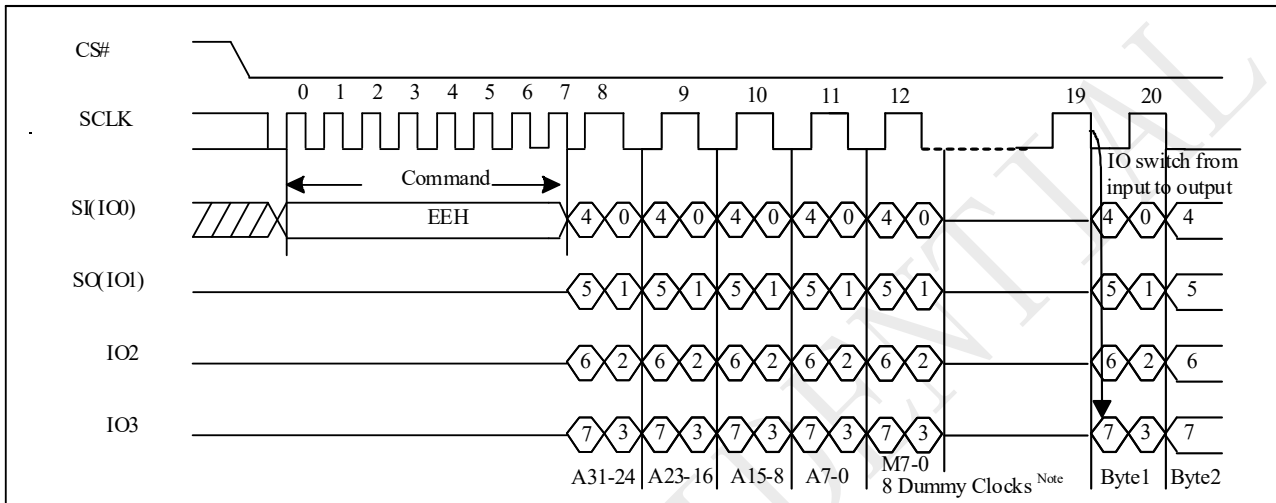 CS#
0 1 2 3 4 5 6 7 8 9 10 11 12 19 20
SCLK
IO switch from
input to output
Command
SI(IO0)
EEH 4 0 4 0 4 0 4 0 4 0 4 0 4
SO(IO1)
5 1 5 1 5 1 5 1 5 1 5 1 5
IO2
6 2 6 2 6 2 6 2 6 2 6 2 6
IO3
7 3 7 3 7 3 7 3 7 3 7 3 7
A31-24 A23-16 A15-8 A7-0 M7-0 Byte1 Byte2
8 Dummy Clocks Note
DENTIAL